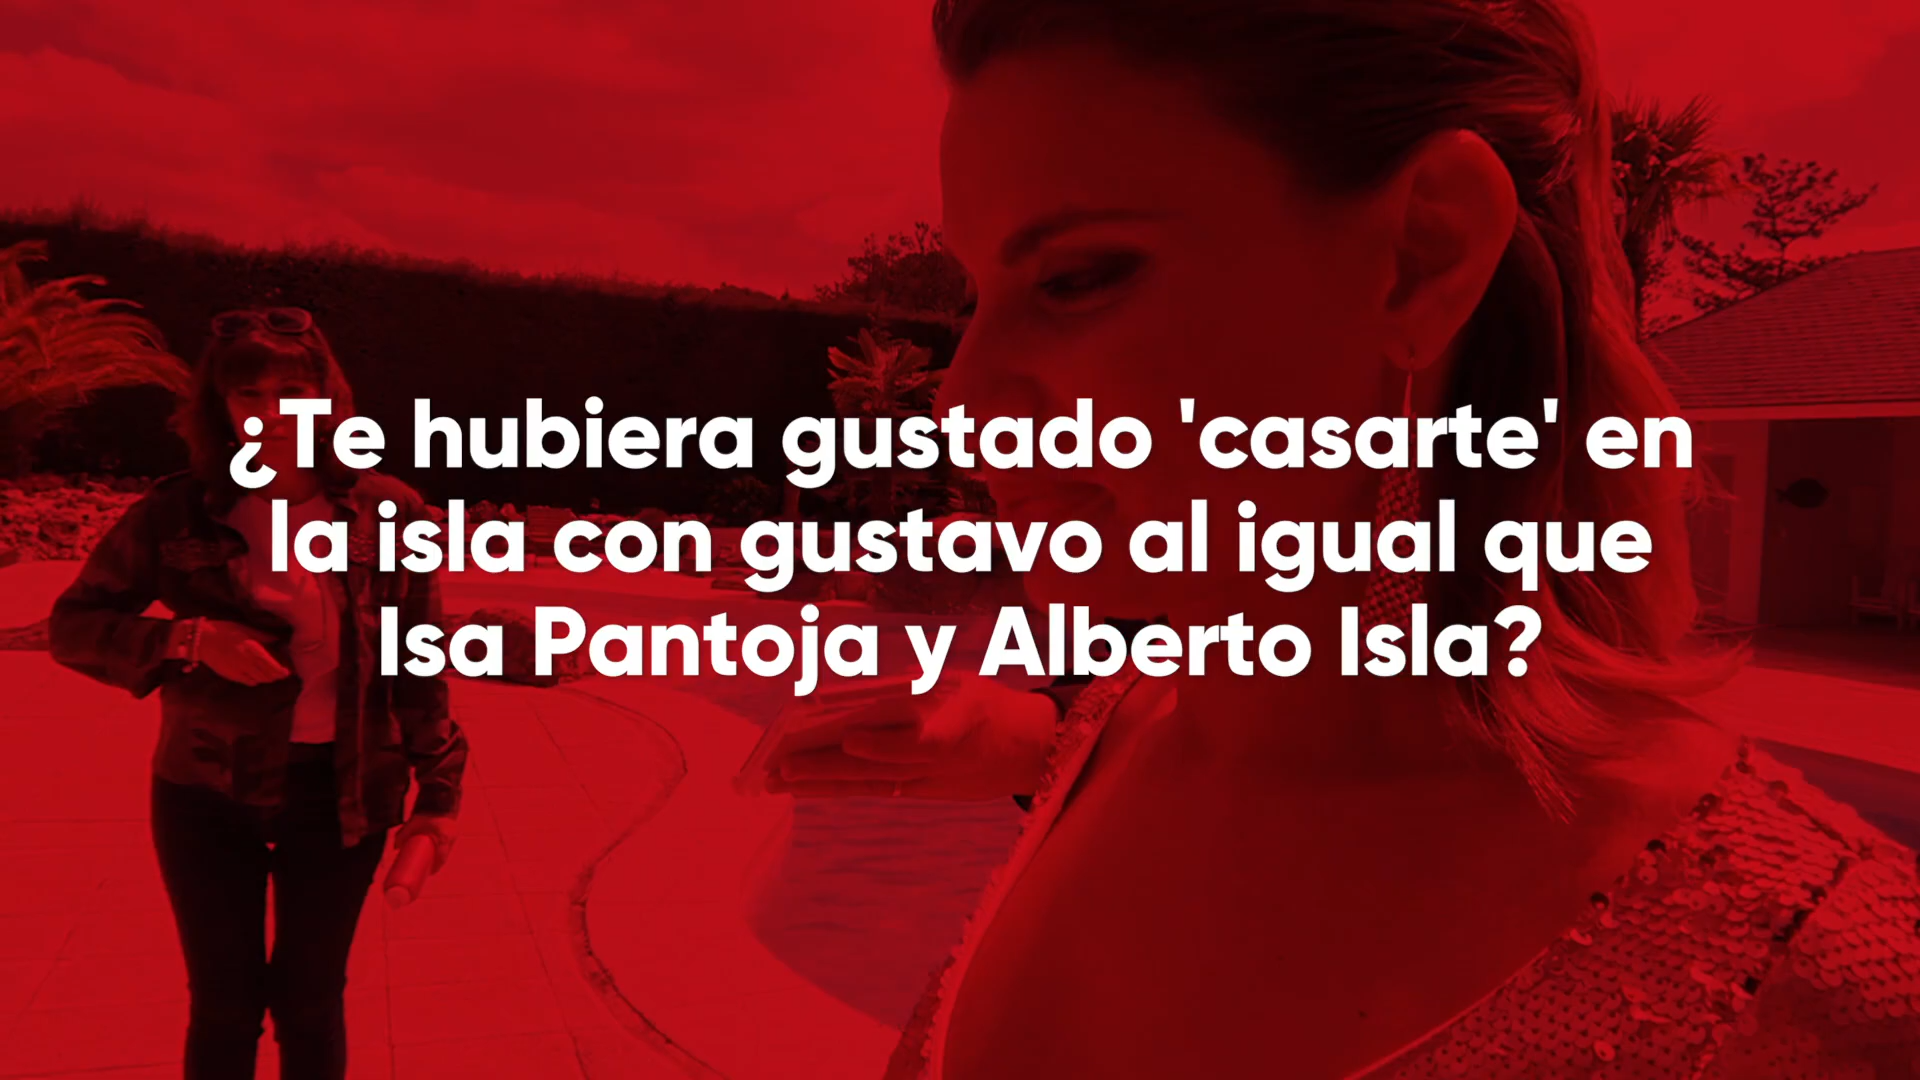 ¿Te hubiera gustado 'casarte' en
la isla con gustavo al igual que
Isa Pantoja y Alberto Isla?